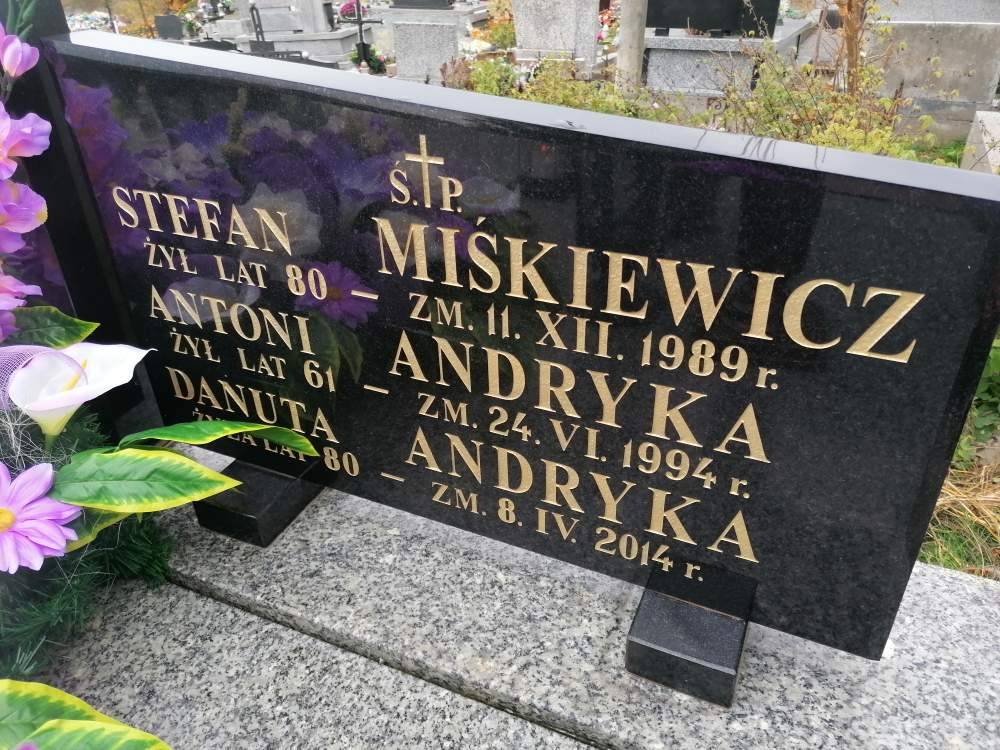 Ś.P.
STEFAN MIŚKIEWICZ
ŻYŁ LAT 80 – ZM. 11. XII. 1989 r.
ANTONI ANDRYKA
ŻYŁ LAT 61 – ZM. 24. VI. 1994 r.
DANUTA ANDRYKA
ŻYŁA LAT 80 – ZM. 8. IV. 2014 r.